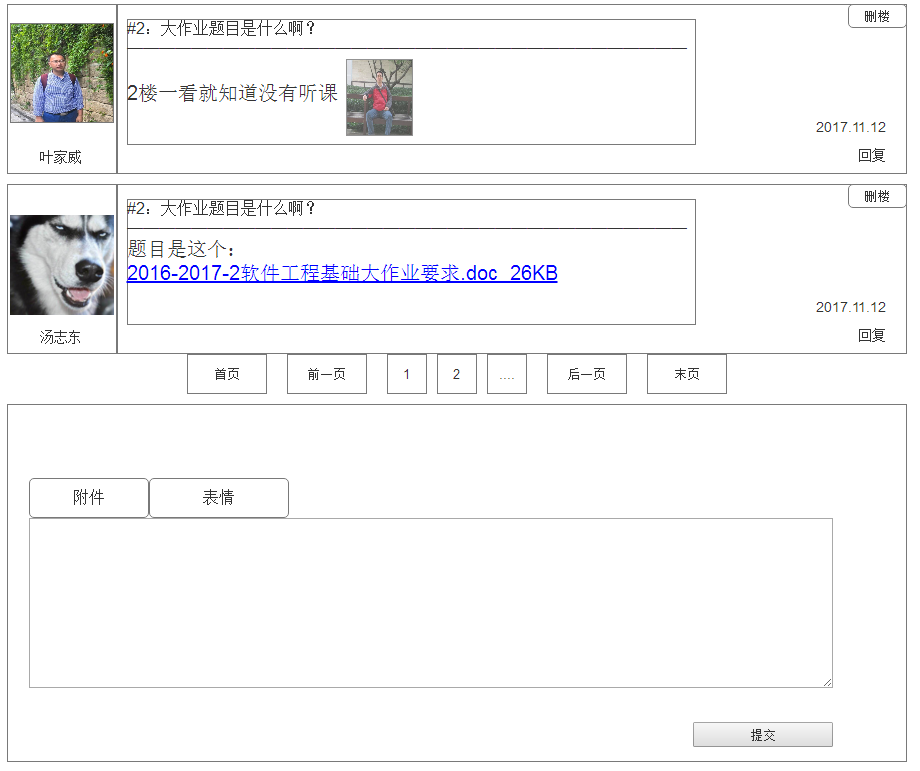 删楼
#2：大作业题目是什么啊？
2楼一看就知道没有听课
2017.11.12
叶家威
回复
删楼
#2：大作业题目是什么啊？
题目是这个：
2016-2017-2软件工程基础大作业要求.doc 26KB
2017.11.12
汤志东
回复
首页 前一页 1 2 .... 后一页 末页
附件 表情
提交